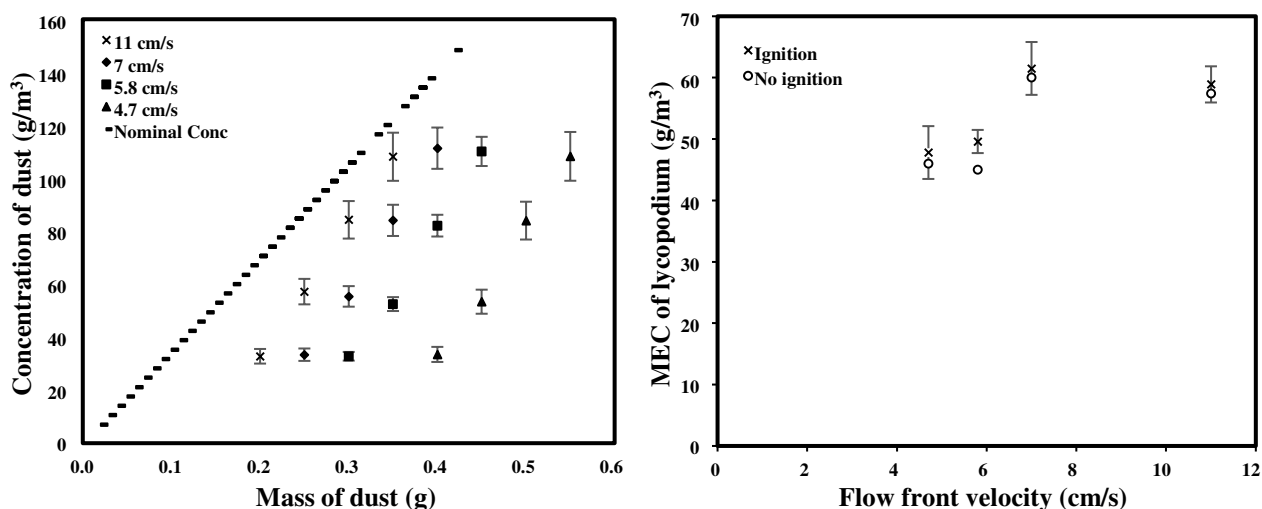 160
140
120
100
80
60
40
20
0
Concentration of dust (g/m³)
11 cm/s
7 cm/s
5.8 cm/s
4.7 cm/s
Nominal Conc
0.0 0.1 0.2 0.3 0.4 0.5 0.6
Mass of dust (g)
70
60
50
40
30
20
10
0
MEC of lycopodium (g/m³)
Ignition
No ignition
0 2 4 6 8 10 12
Flow front velocity (cm/s)